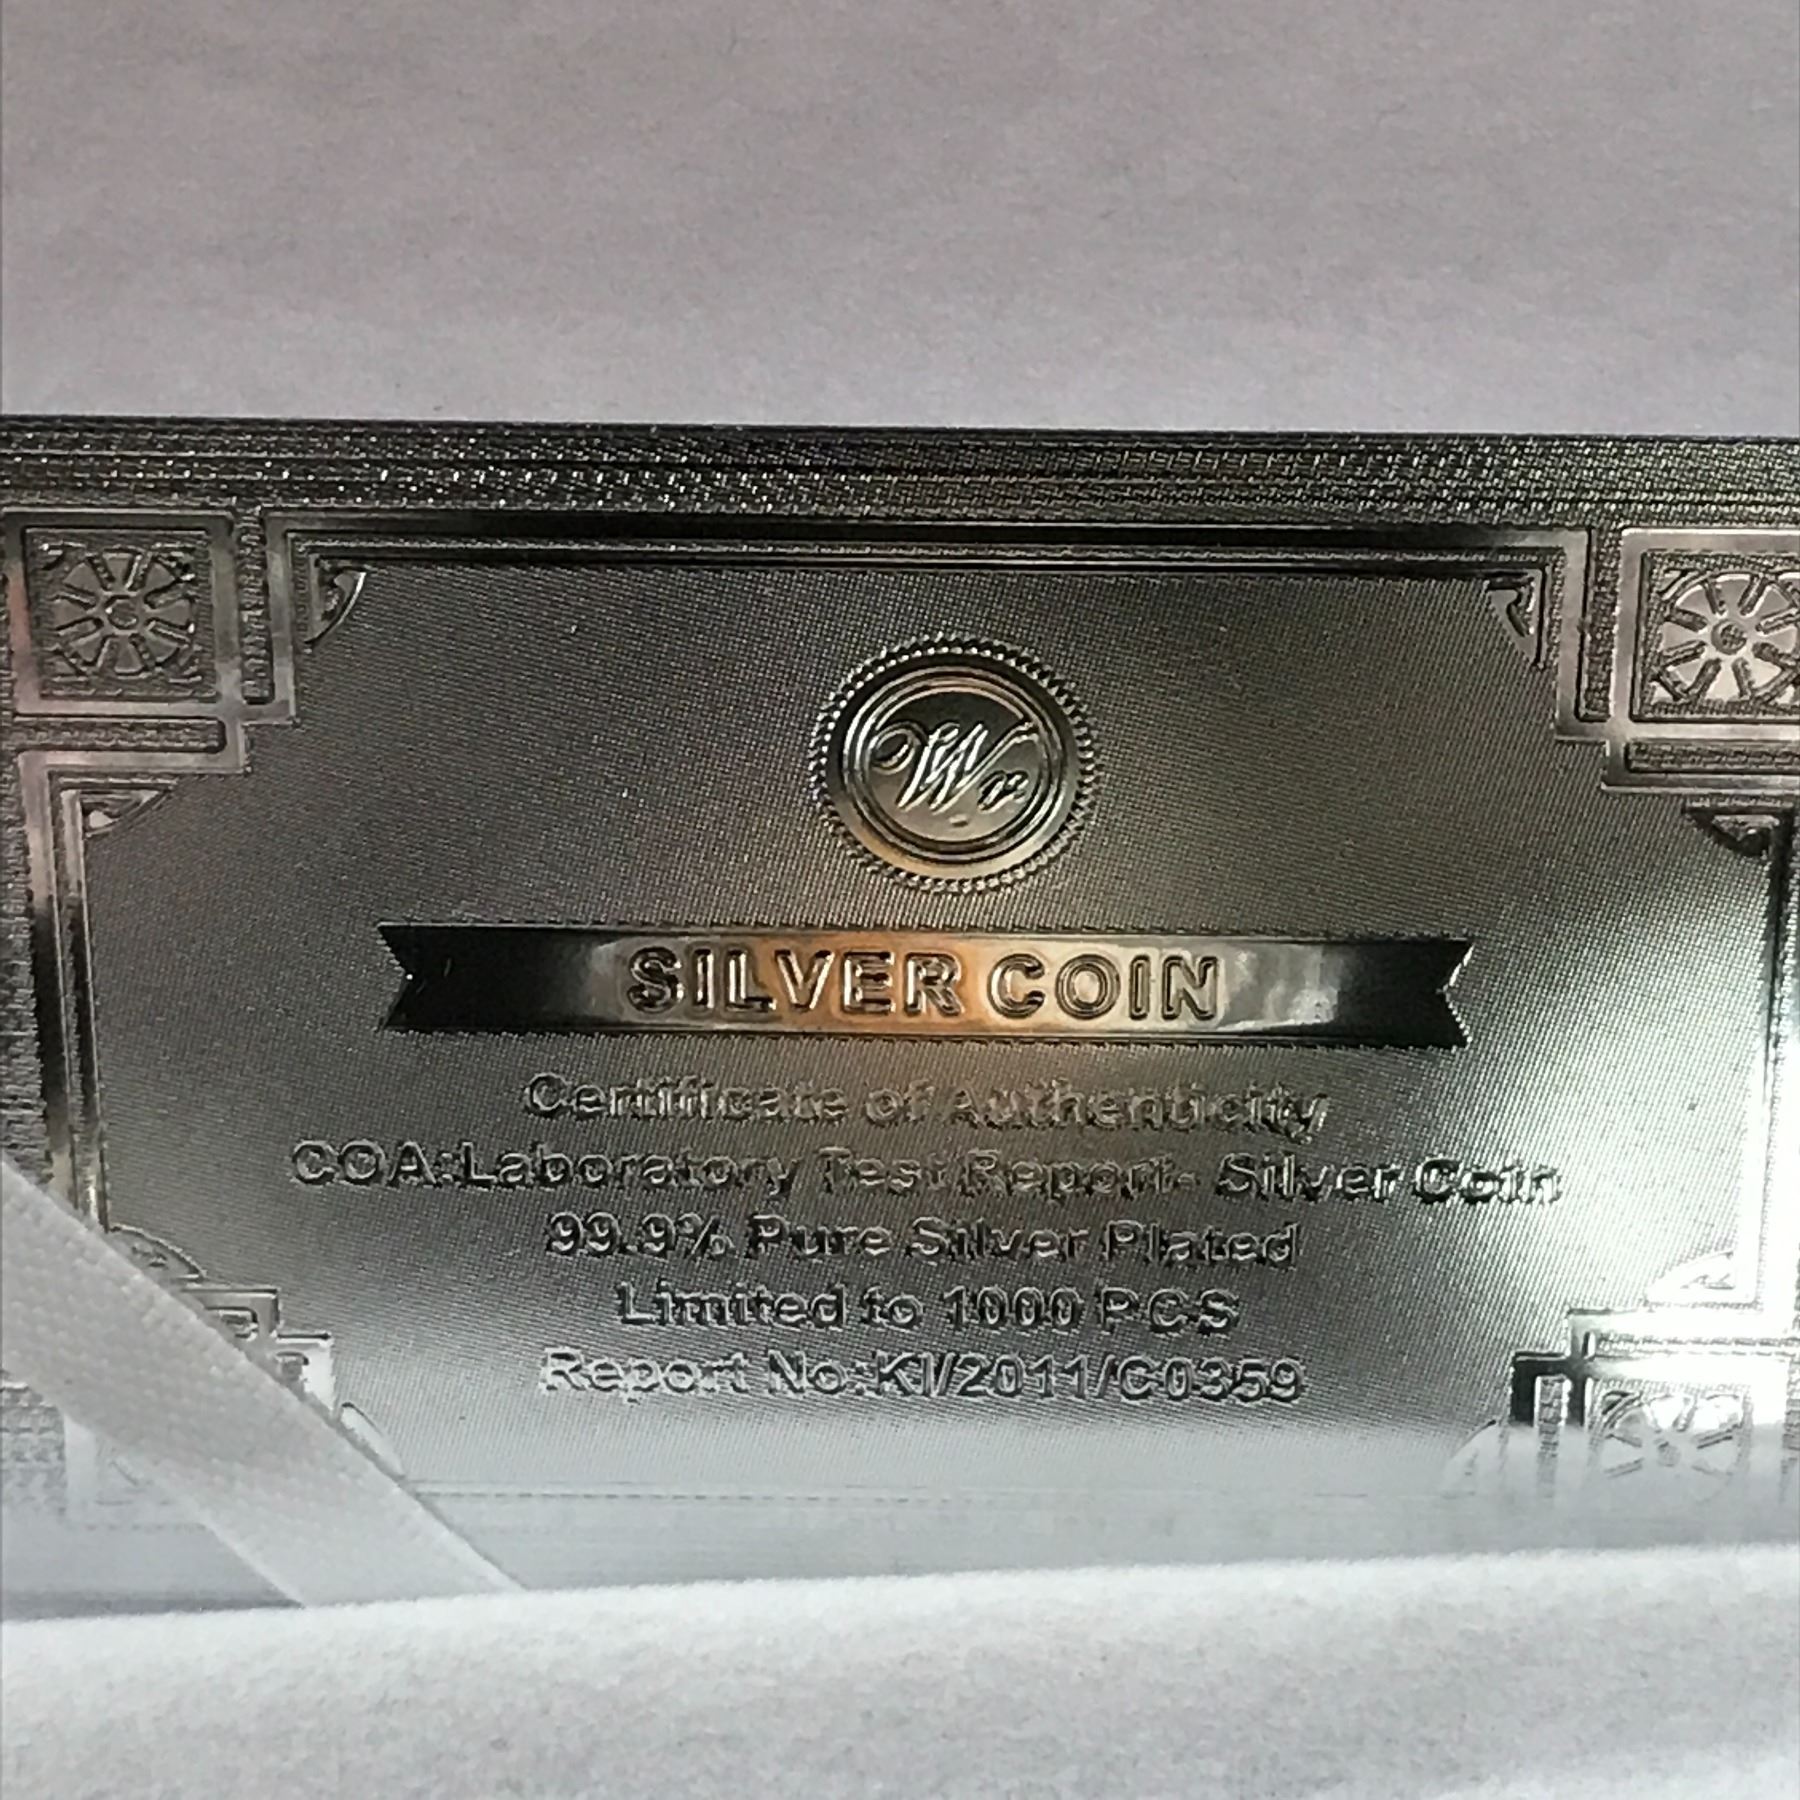 Wr
SILVER COIN
Certificate of Authenticity
COA:Laboratory Test Report- Silver Coin
99.9% Pure Silver Plated
Limited to 1000 PCS
Report No:KI/2011/C0359